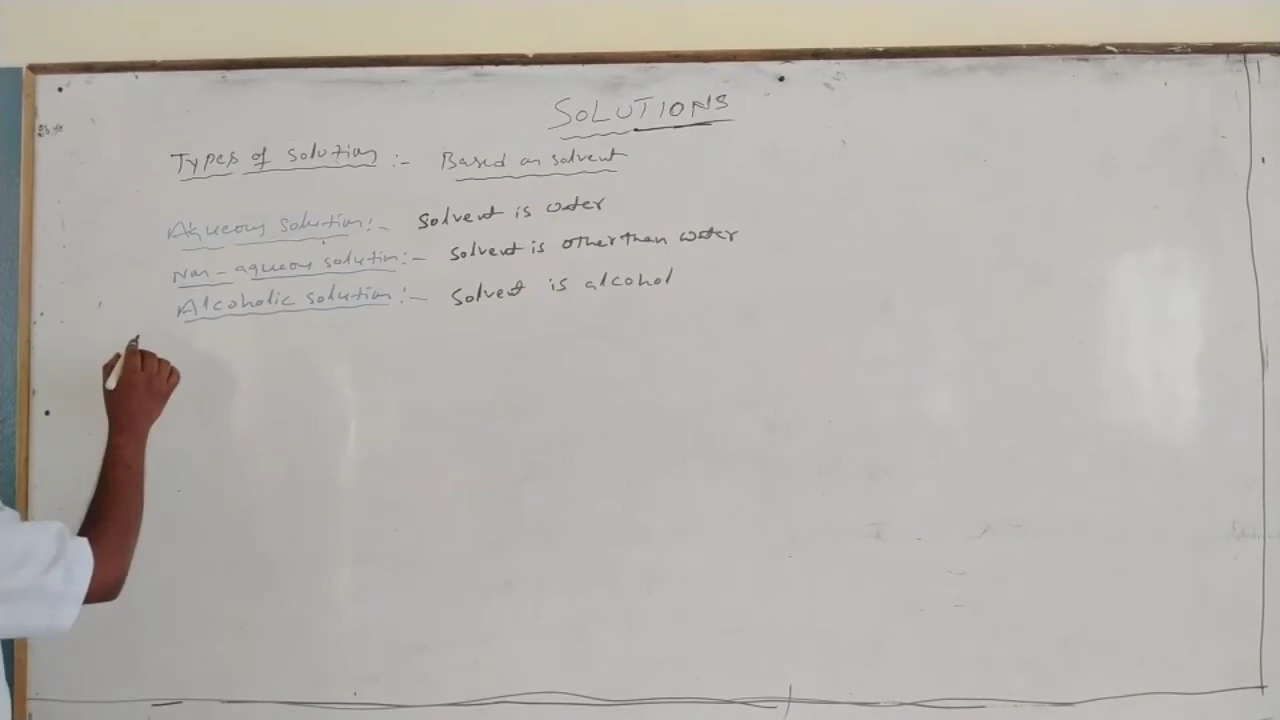 SOLUTIONS
Types of solution :- Based on solvent
Aqueous solution :- Solvent is water
Non-aqueous solution :- Solvent is other than water
Alcoholic solution :- Solvent is alcohol